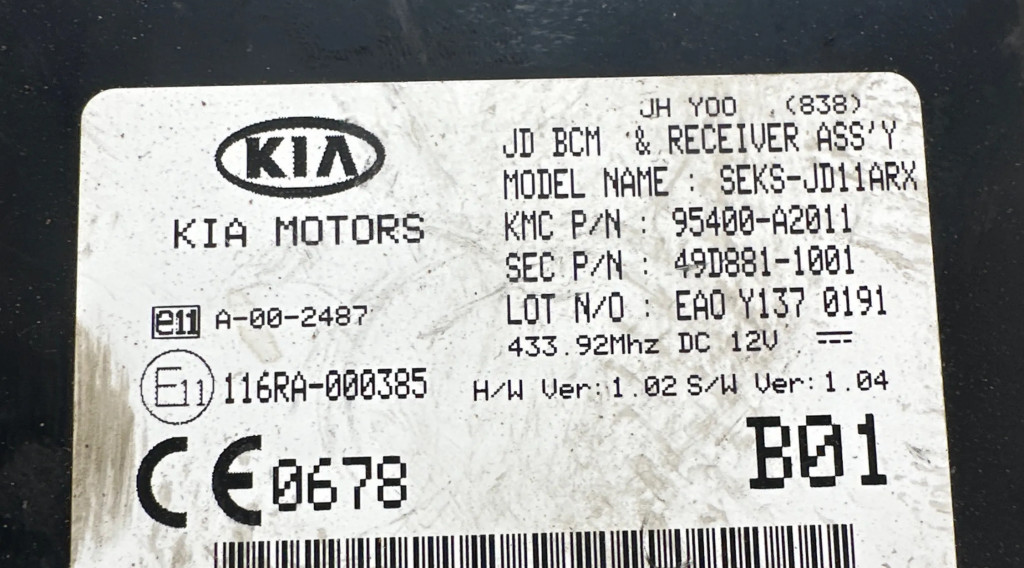 JH YOO (838)
JD BCM & RECEIVER ASS'Y
MODEL NAME : SEKS-JD11ARX
KMC P/N : 95400-A2011
SEC P/N : 49D881-1001
LOT N/O : EAO Y137 0191
433.92Mhz DC 12V
H/W Ver:1.02 S/W Ver:1.04
B01
KIA
KIA MOTORS
e11 A-00-2487
E11 116RA-000385
CE 0678